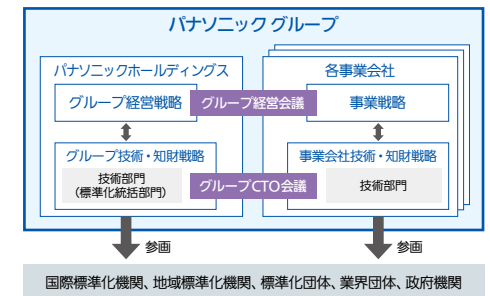 パナソニック グループ
パナソニックホールディングス
各事業会社
グループ経営戦略
グループ経営会議
事業戦略
グループ技術・知財戦略
事業会社技術・知財戦略
技術部門
(標準化統括部門)
グループCTO会議
技術部門
参画
参画
国際標準化機関、地域標準化機関、標準化団体、業界団体、政府機関